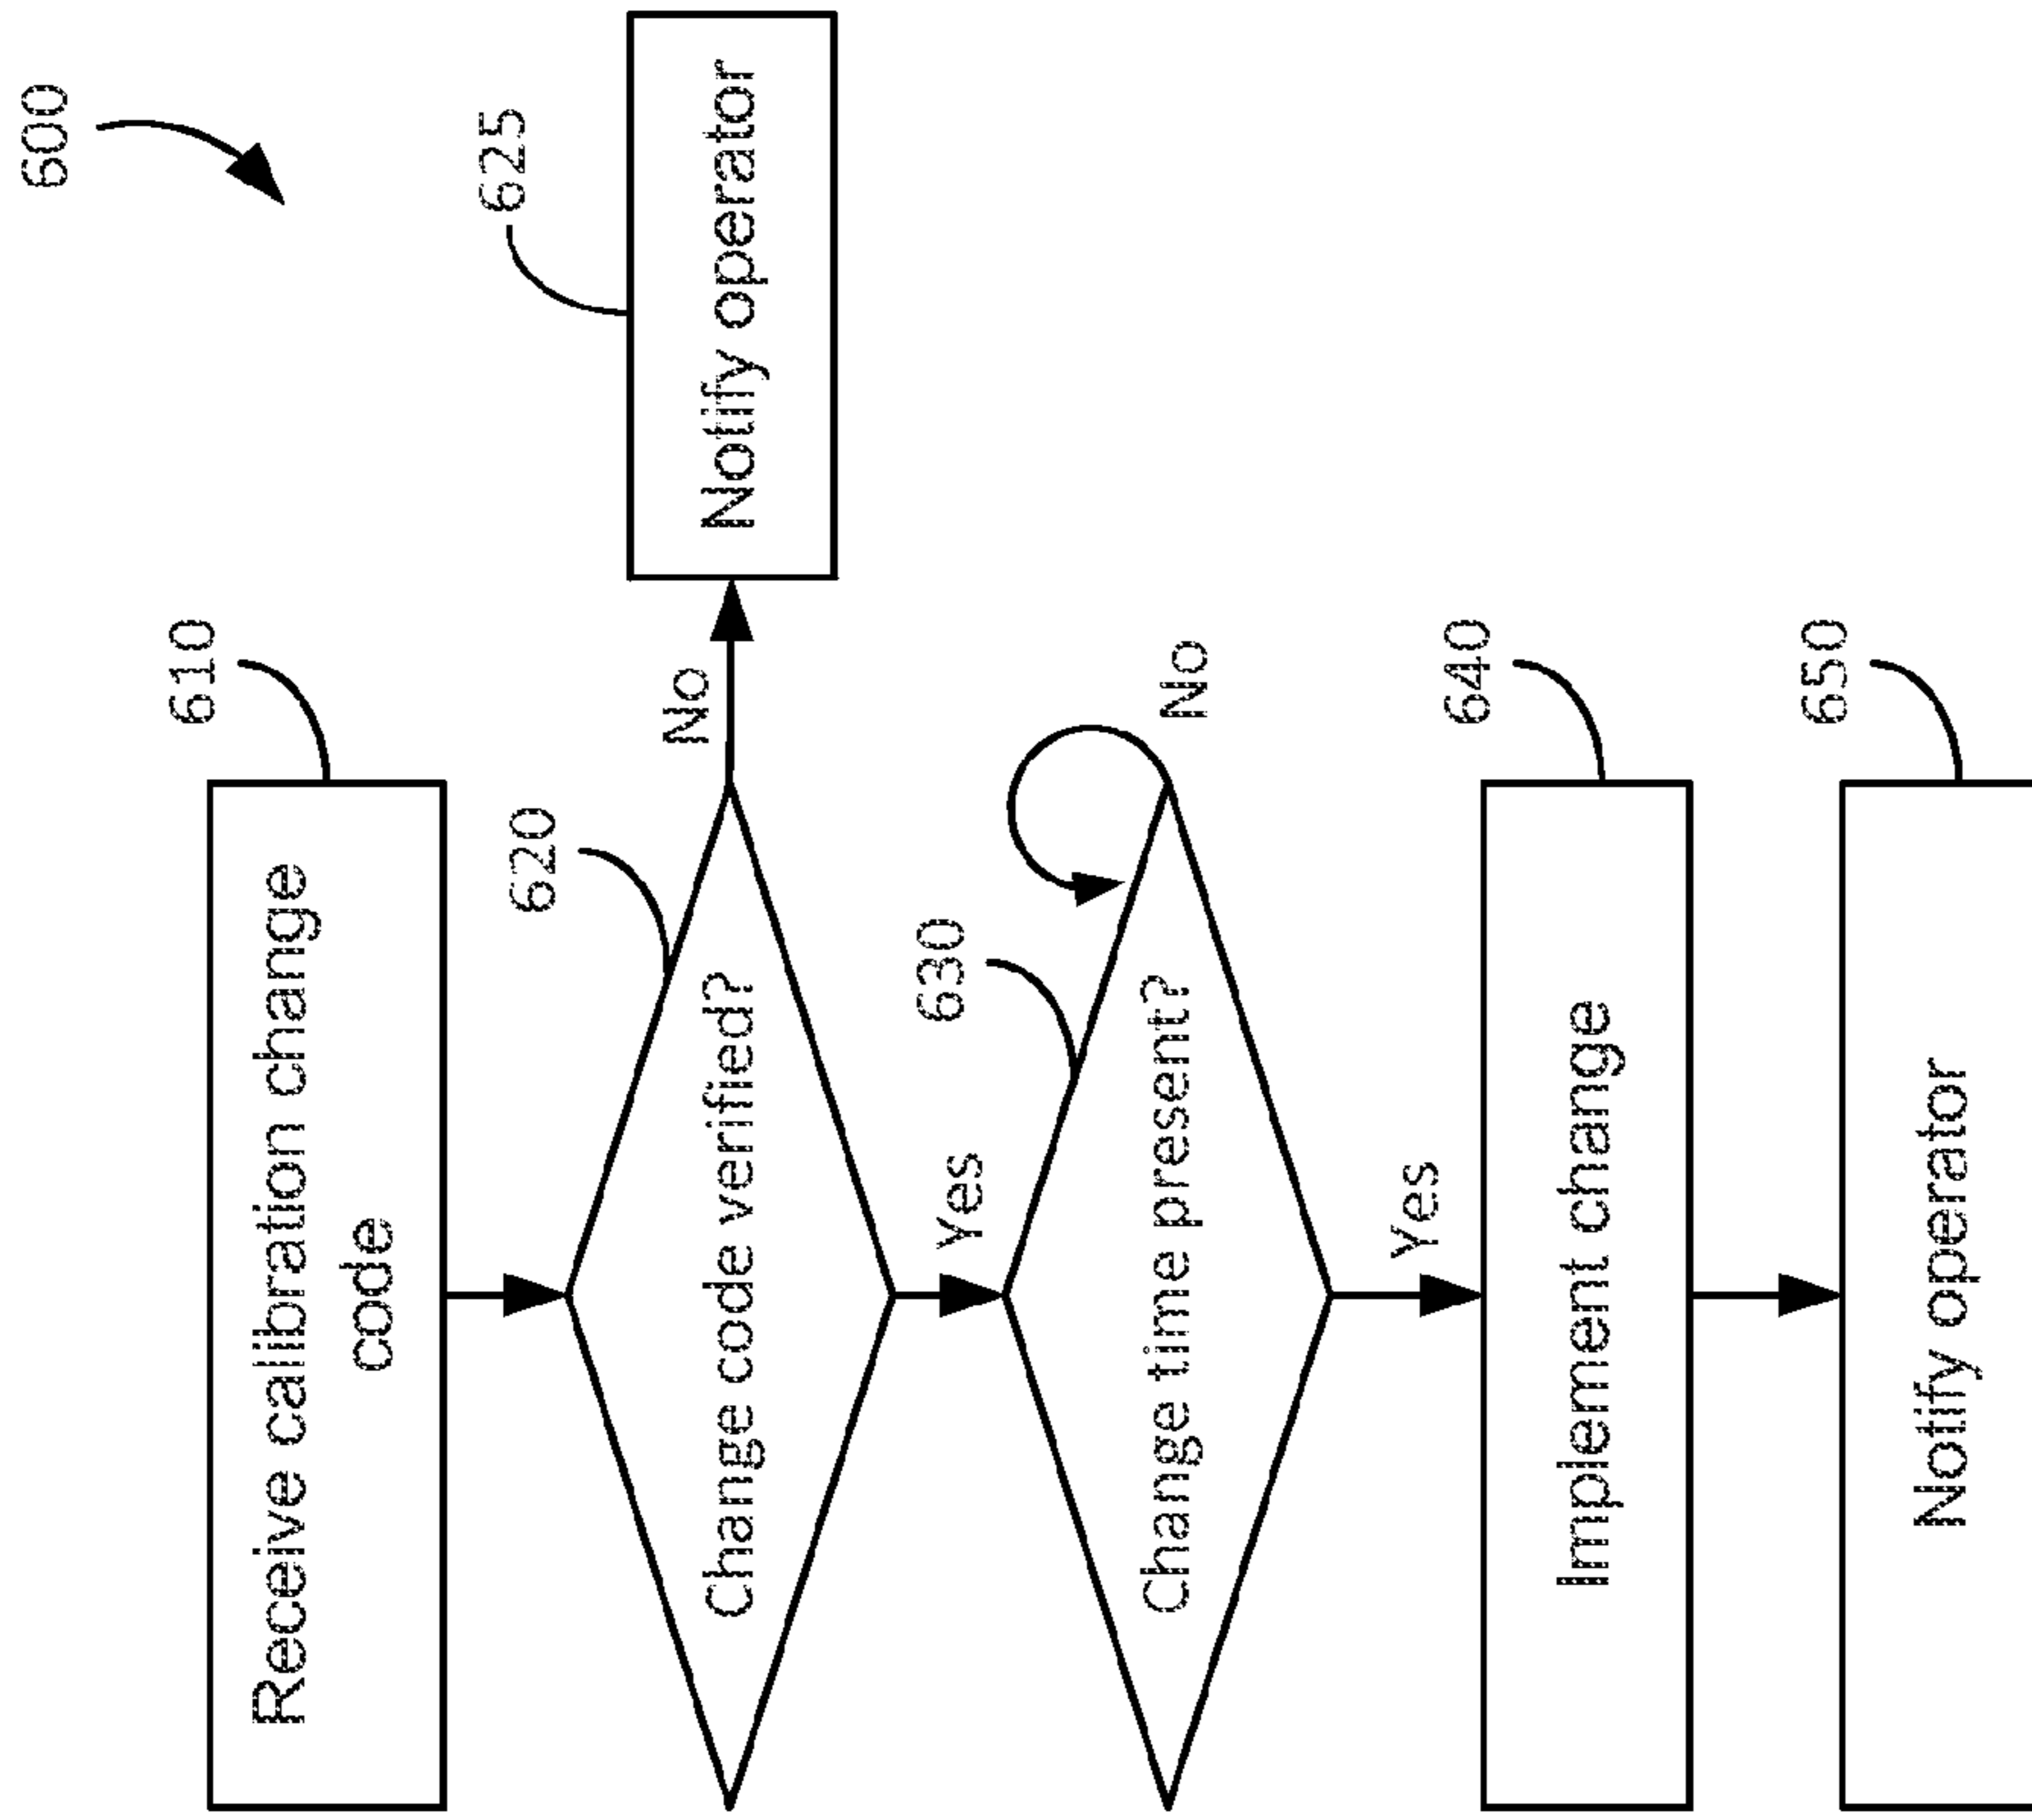 600
610
Receive calibration change
code
620
Change code verified?
No
625
Notify operator
Yes
630
Change time present?
No
Yes
640
Implement change
650
Notify operator